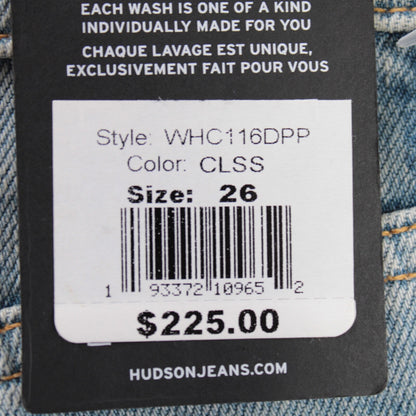 EACH WASH IS ONE OF A KIND
INDIVIDUALLY MADE FOR YOU
CHAQUE LAVAGE EST UNIQUE,
EXCLUSIVEMENT FAIT POUR VOUS
Style: WHC116DPP
Color: CLSS
Size: 26
1 93372 10965 2
$225.00
HUDSONJEANS.COM